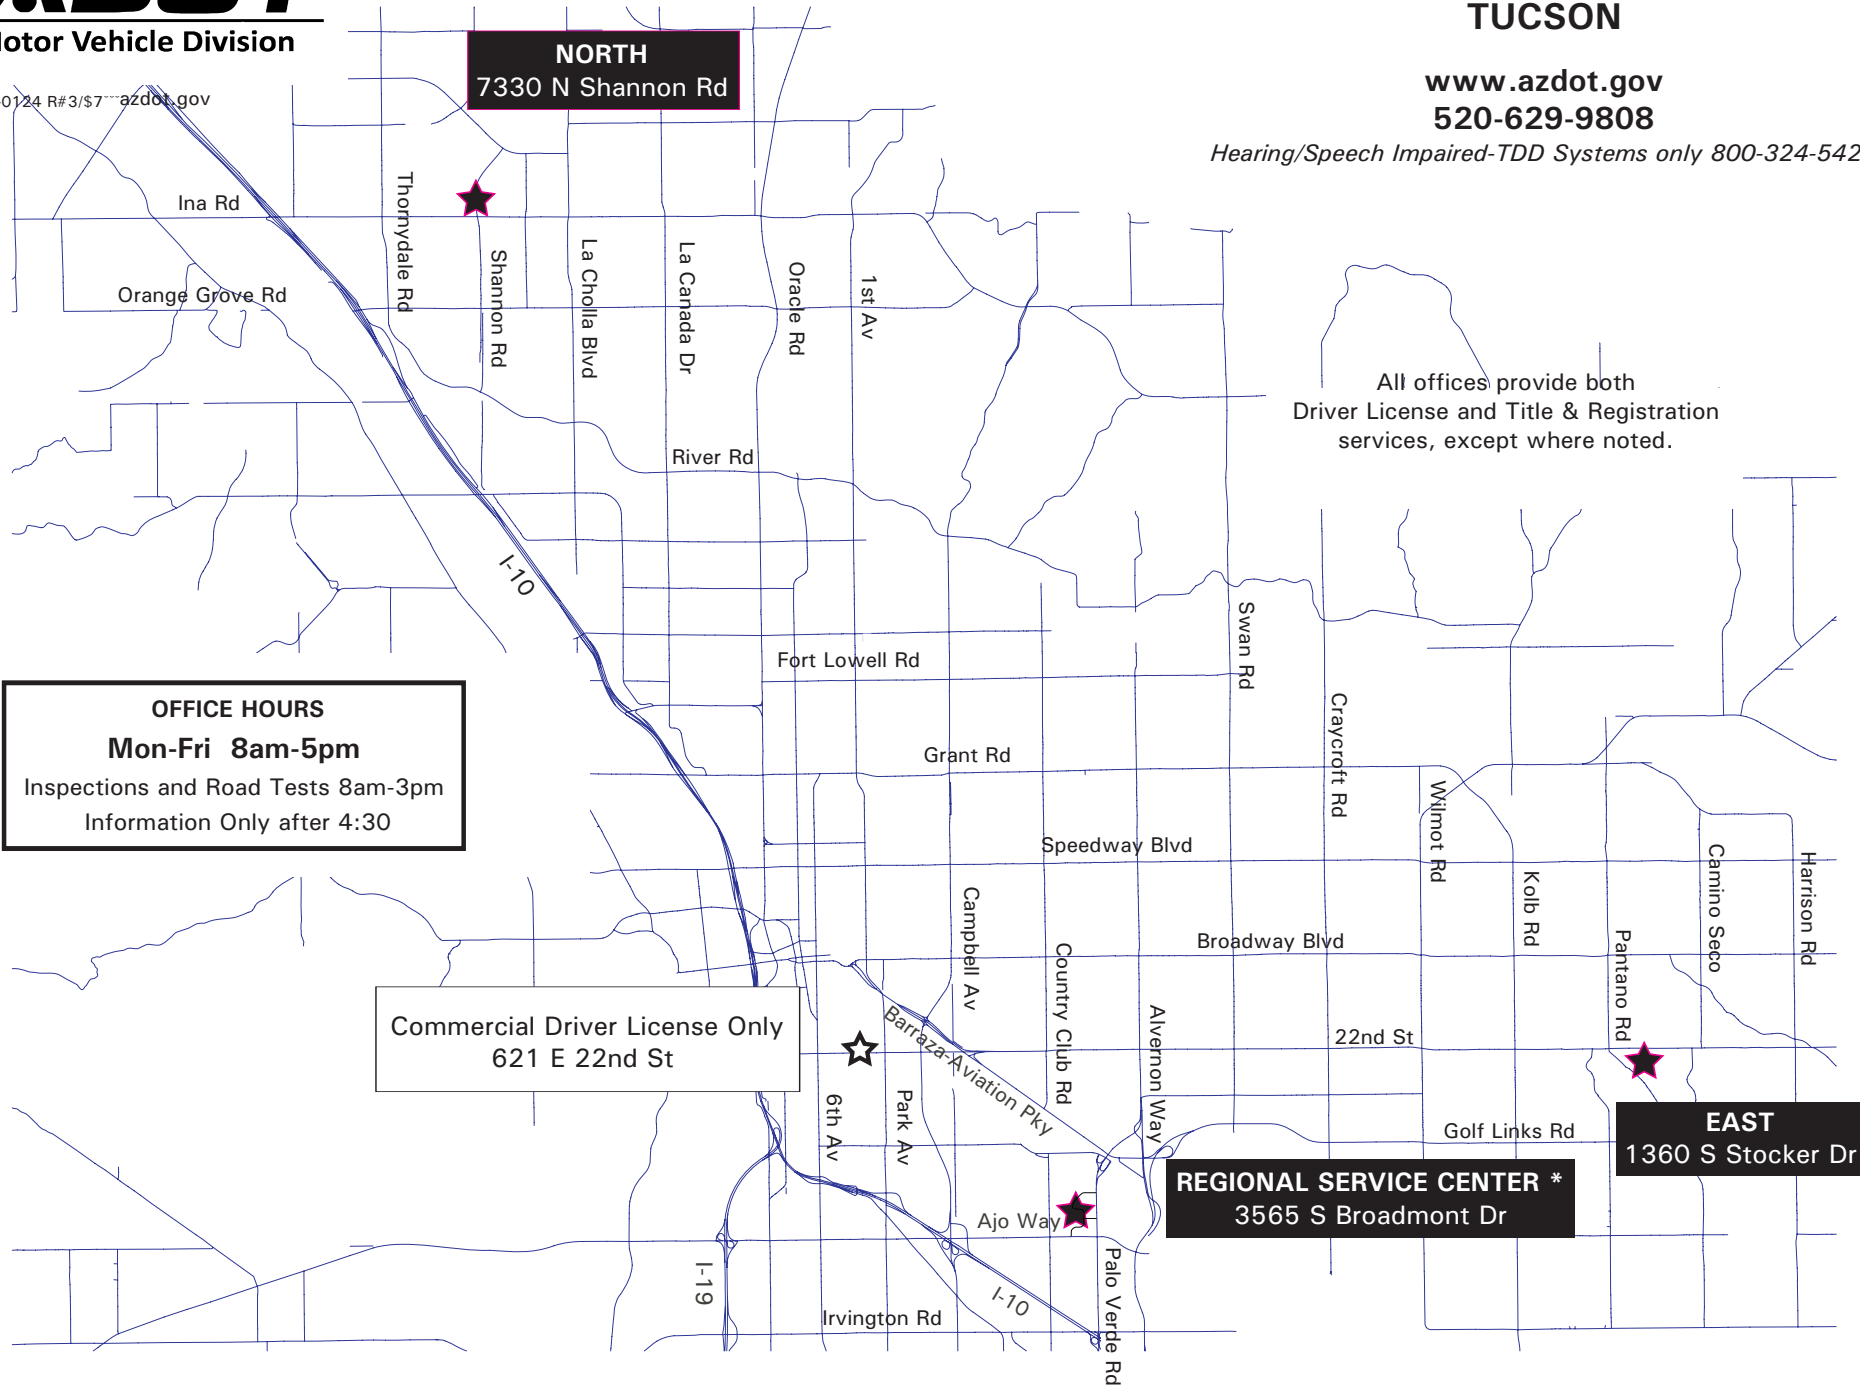 Motor Vehicle Division
azdot.gov
TUCSON
www.azdot.gov
520-629-9808
Hearing/Speech Impaired-TDD Systems only 800-324-542
NORTH
7330 N Shannon Rd
Ina Rd
Orange Grove Rd
Thornydale Rd
Shannon Rd
La Cholla Blvd
La Canada Dr
Oracle Rd
1st Av
All offices provide both
Driver License and Title & Registration
services, except where noted.
River Rd
I-10
Fort Lowell Rd
Swan Rd
OFFICE HOURS
Mon-Fri 8am-5pm
Inspections and Road Tests 8am-3pm
Information Only after 4:30
Grant Rd
Craycroft Rd
Wilmot Rd
Speedway Blvd
Kolb Rd
Camino Seco
Harrison Rd
Campbell Av
Country Club Rd
Broadway Blvd
Pantano Rd
Commercial Driver License Only
621 E 22nd St
Barraza-Aviation Pky
Alvernon Way
22nd St
6th Av
Park Av
Golf Links Rd
EAST
1360 S Stocker Dr
REGIONAL SERVICE CENTER *
3565 S Broadmont Dr
Ajo Way
I-19
I-10
Palo Verde Rd
Irvington Rd